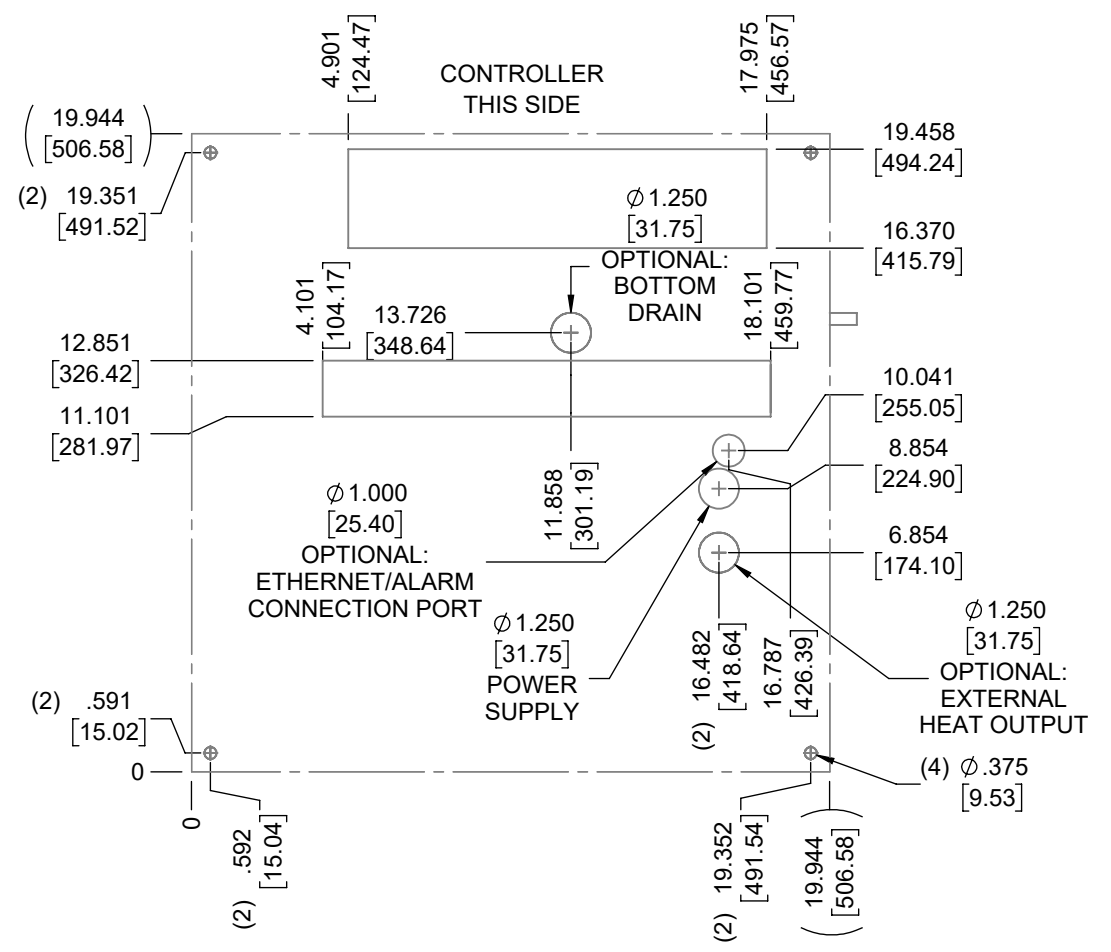 4.901
[124.47]
CONTROLLER
THIS SIDE
17.975
[456.57]
(19.944
[506.58])
(2) 19.351
[491.52]
19.458
[494.24]
Ø1.250
[31.75]
OPTIONAL:
BOTTOM
DRAIN
16.370
[415.79]
4.101
[104.17]
13.726
[348.64]
18.101
[459.77]
12.851
[326.42]
11.101
[281.97]
10.041
[255.05]
8.854
[224.90]
11.858
[301.19]
Ø1.000
[25.40]
OPTIONAL:
ETHERNET/ALARM
CONNECTION PORT
6.854
[174.10]
Ø1.250
[31.75]
POWER
SUPPLY
(2) 16.482
[418.64]
16.787
[426.39]
Ø1.250
[31.75]
OPTIONAL:
EXTERNAL
HEAT OUTPUT
(2) .591
[15.02]
0
(4) Ø.375
[9.53]
0
(2) .592
[15.04]
(2) 19.352
[491.54]
(19.944
[506.58])